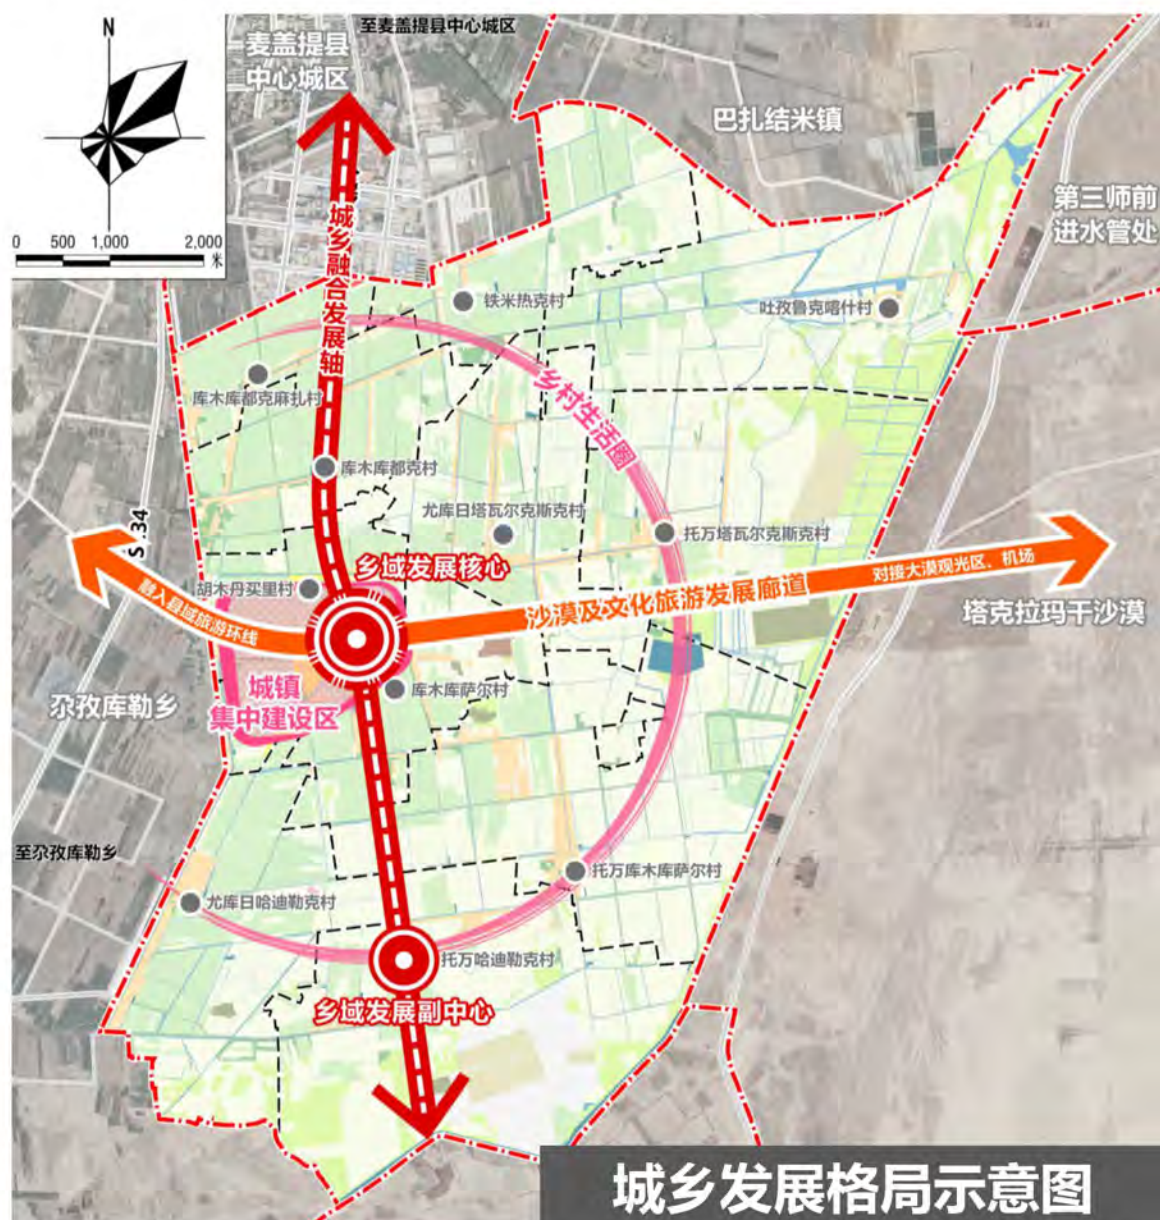 至麦盖提县中心城区
N
麦盖提县
中心城区
巴扎结米镇
第三师前
进水管处
0 500 1,000 2,000
米
城乡融合发展轴
铁米热克村
吐孜鲁克喀什村
库木库都克麻扎村
乡村生活圈
库木库都克村
尤库日塔瓦尔克斯克村
托万塔瓦尔克斯克村
乡域发展核心
胡木丹买里村
融入县域旅游环线
沙漠及文化旅游发展廊道
对接大漠观光区、机场
塔克拉玛干沙漠
尕孜库勒乡
城镇
集中建设区
库木库萨尔村
至尕孜库勒乡
尤库日哈迪勒克村
托万库木库萨尔村
托万哈迪勒克村
乡域发展副中心
城乡发展格局示意图